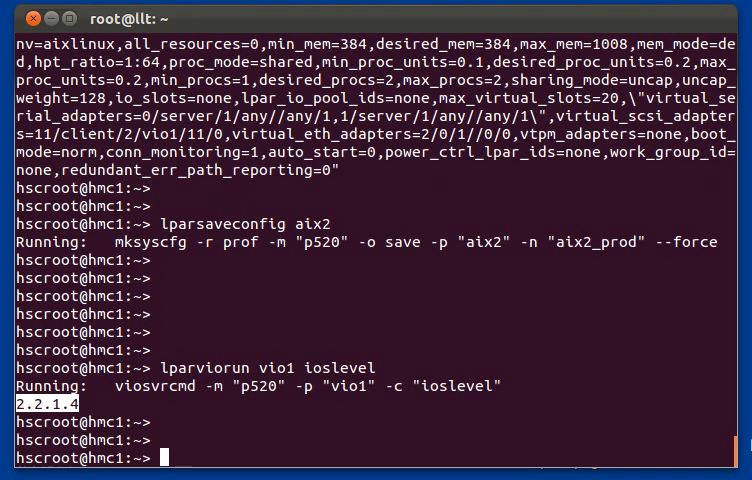 root@llt: ~
nv=aixlinux,all_resources=0,min_mem=384,desired_mem=384,max_mem=1008,mem_mode=de
d,hpt_ratio=1:64,proc_mode=shared,min_proc_units=0.1,desired_proc_units=0.2,max_
proc_units=0.2,min_procs=1,desired_procs=2,max_procs=2,sharing_mode=uncap,uncap_
weight=128,io_slots=none,lpar_io_pool_ids=none,max_virtual_slots=20,\"virtual_se
rial_adapters=0/server/1/any//any/1,1/server/1/any//any/1\",virtual_scsi_adapter
s=11/client/2/vio1/11/0,virtual_eth_adapters=2/0/1//0/0,vtpm_adapters=none,boot_
mode=norm,conn_monitoring=1,auto_start=0,power_ctrl_lpar_ids=none,work_group_id=
none,redundant_err_path_reporting=0"
hscroot@hmc1:~>
hscroot@hmc1:~>
hscroot@hmc1:~> lparsaveconfig aix2
Running:   mksyscfg -r prof -m "p520" -o save -p "aix2" -n "aix2_prod" --force
hscroot@hmc1:~>
hscroot@hmc1:~>
hscroot@hmc1:~>
hscroot@hmc1:~>
hscroot@hmc1:~>
hscroot@hmc1:~>
hscroot@hmc1:~> lparviorun vio1 ioslevel
Running:   viosvrcmd -m "p520" -p "vio1" -c "ioslevel"
2.2.1.4
hscroot@hmc1:~>
hscroot@hmc1:~>
hscroot@hmc1:~>